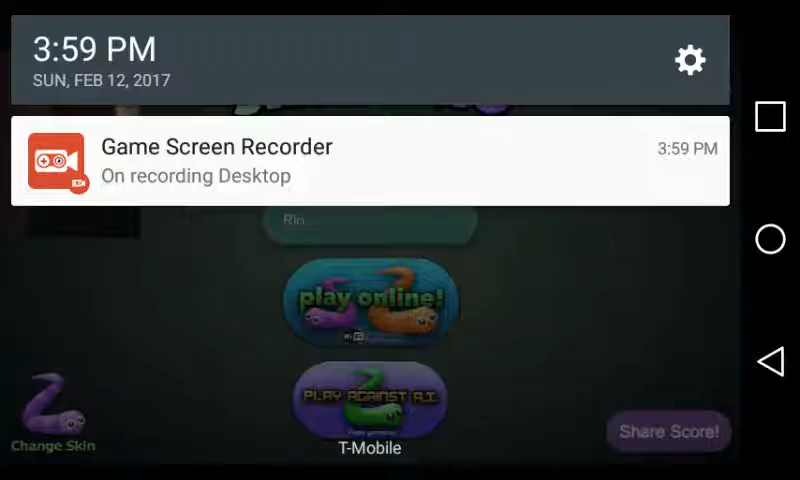 3:59 PM
SUN, FEB 12, 2017
Game Screen Recorder
3:59 PM
On recording Desktop
play online!
PLAY AGAINST A.I.
Change Skin
Share Score!
T-Mobile